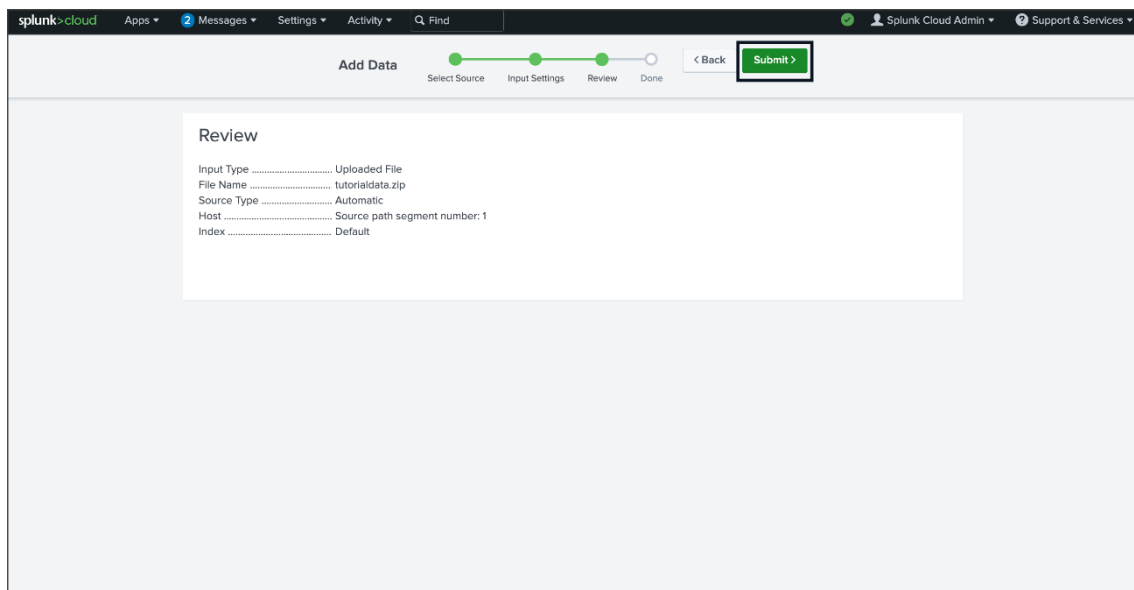 splunk>cloud Apps 2 Messages Settings Activity Find Splunk Cloud Admin Support & Services
Add Data
Select Source Input Settings Review Done
< Back Submit >
Review
Input Type ................................ Uploaded File
File Name ................................ tutorialdata.zip
Source Type ........................... Automatic
Host .......................................... Source path segment number: 1
Index ........................................ Default